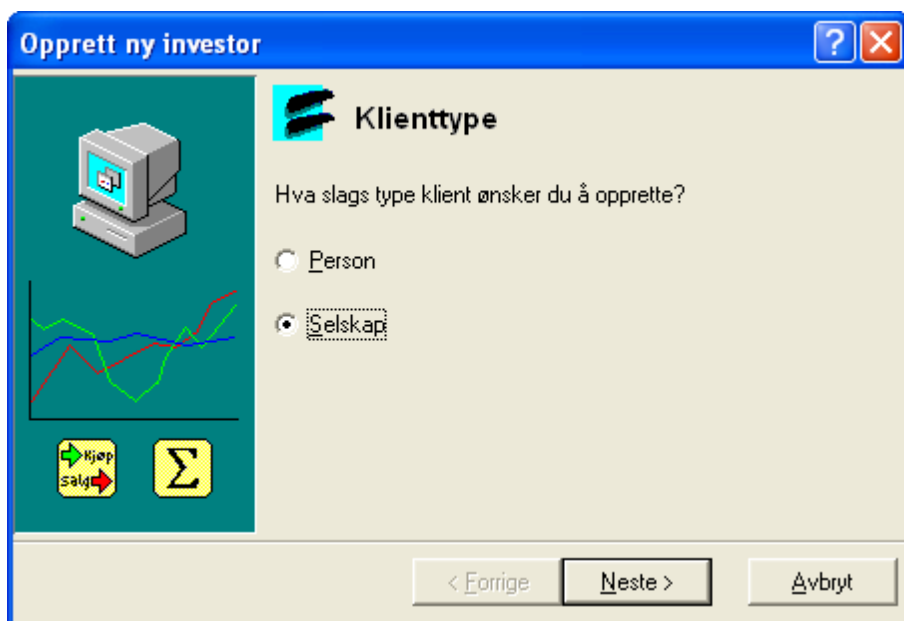 Opprett ny investor
Klienttype
Hva slags type klient ønsker du å opprette?
Person
Selskap
Kjøp
Salg
Σ
< Forrige
Neste >
Avbryt